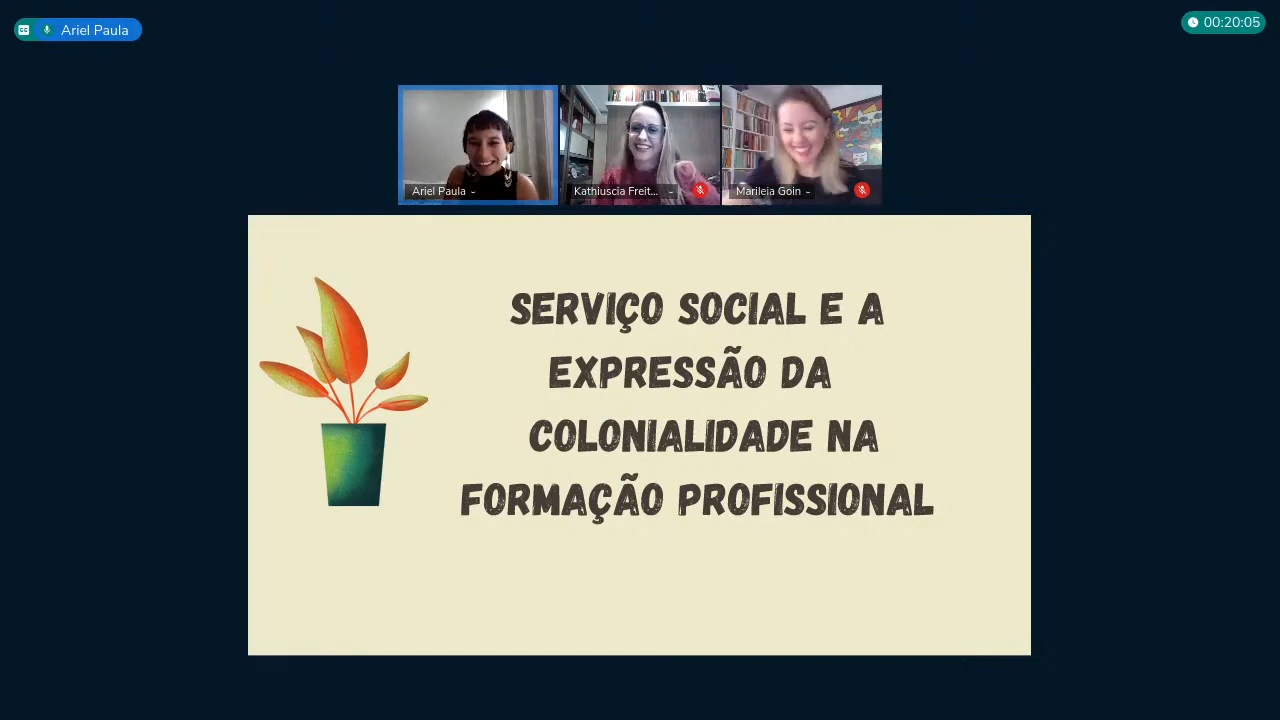 Ariel Paula
00:20:05
Ariel Paula
Kathiuscia Freit...
Marileia Goin
SERVIÇO SOCIAL E A
EXPRESSÃO DA
COLONIALIDADE NA
FORMAÇÃO PROFISSIONAL